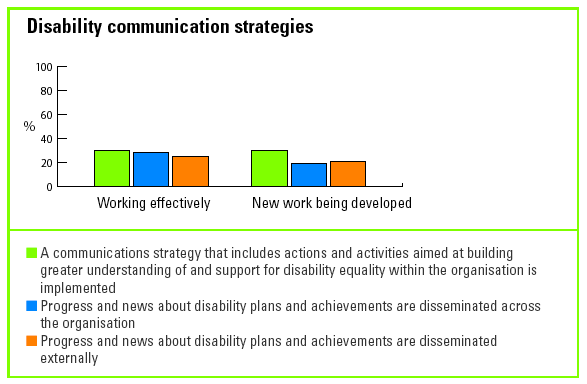 Disability communication strategies
100
80
60
%
40
20
0
Working effectively
New work being developed
A communications strategy that includes actions and activities aimed at building
greater understanding of and support for disability equality within the organisation is
implemented
Progress and news about disability plans and achievements are disseminated across
the organisation
Progress and news about disability plans and achievements are disseminated
externally